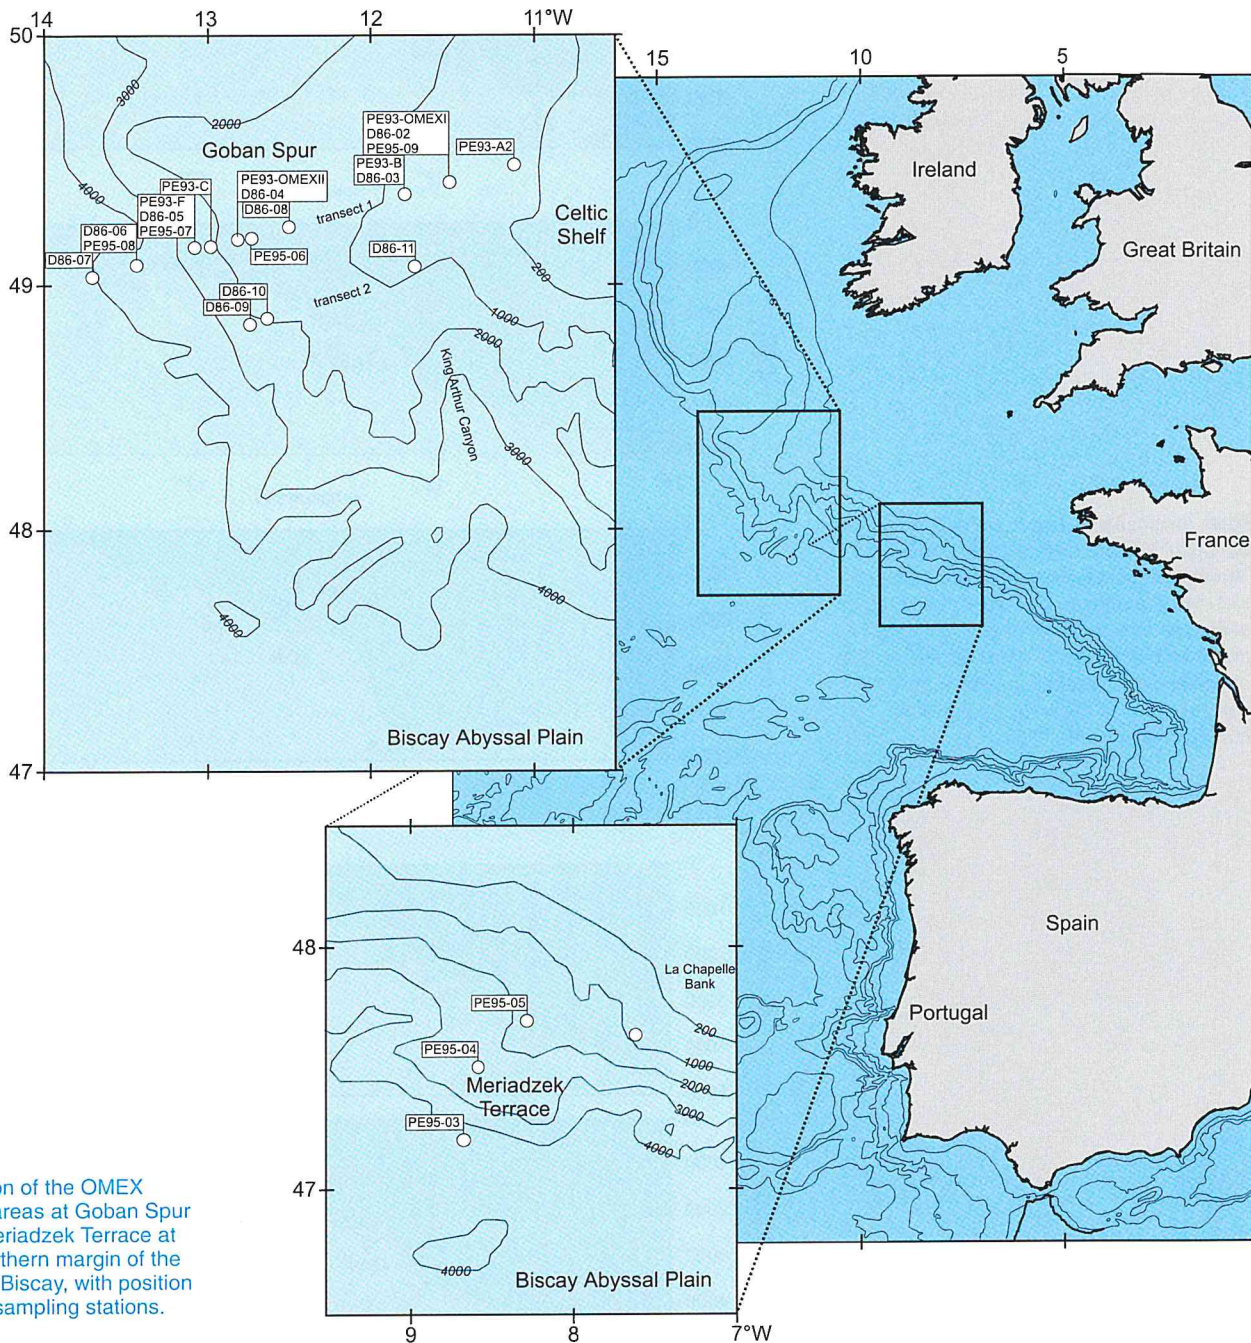 14
13
12
11°W
50
15
10
5
3000
2000
Goban Spur
PE93-OMEXI
D86-02
PE95-09
PE93-A2
PE93-B
D86-03
PE93-OMEXII
D86-04
D86-08
PE93-C
PE93-F
D86-05
PE95-07
4000
transect 1
Celtic
Shelf
D86-06
PE95-08
D86-07
PE95-06
D86-11
200
49
D86-10
D86-09
transect 2
1000
2000
King Arthur Canyon
3000
48
4000
4000
Biscay Abyssal Plain
47
Ireland
Great Britain
France
Spain
Portugal
48
La Chapelle
Bank
PE95-05
200
PE95-04
1000
Meriadzek
Terrace
2000
3000
PE95-03
4000
47
4000
Biscay Abyssal Plain
9
8
7°W
on of the OMEX
areas at Goban Spur
eriadzek Terrace at
thern margin of the
Biscay, with position
sampling stations.